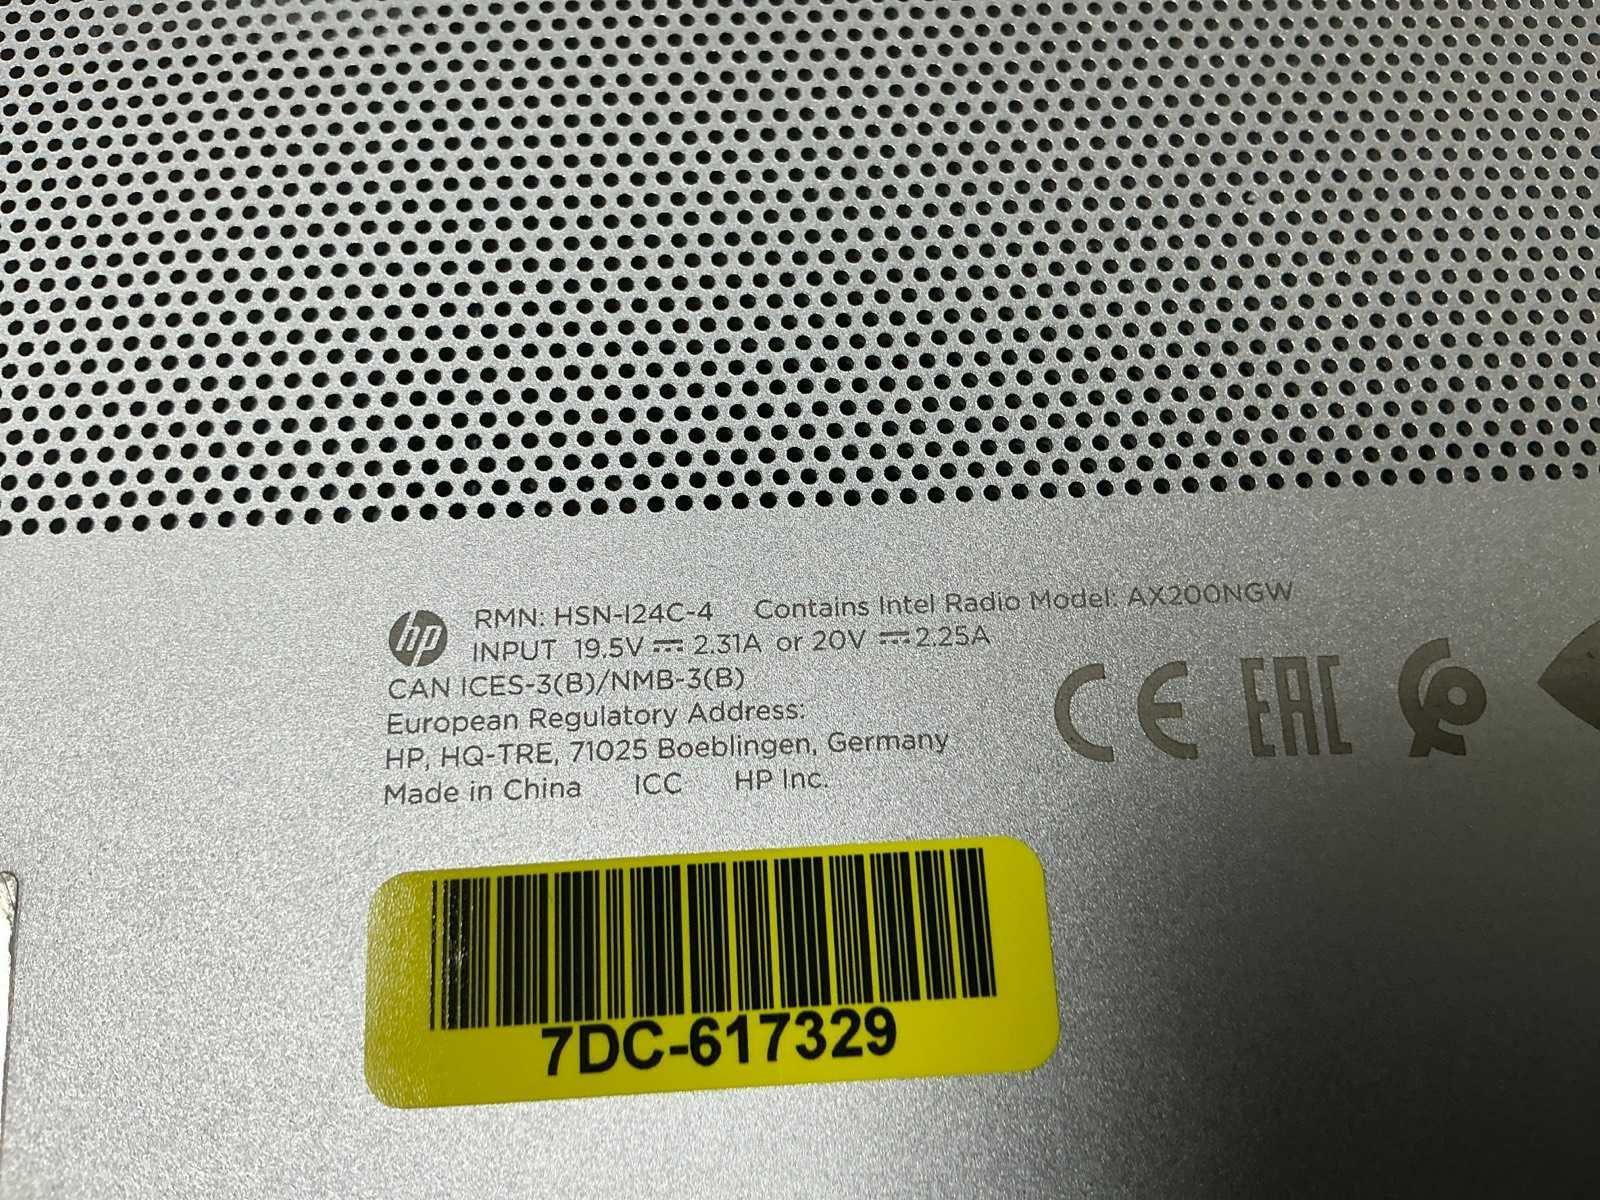 hp
RMN: HSN-I24C-4 Contains Intel Radio Model: AX200NGW
INPUT 19.5V ⎓ 2.31A or 20V ⎓ 2.25A
CAN ICES-3(B)/NMB-3(B)
European Regulatory Address:
HP, HQ-TRE, 71025 Boeblingen, Germany
Made in China ICC HP Inc.
CE EAC
7DC-617329